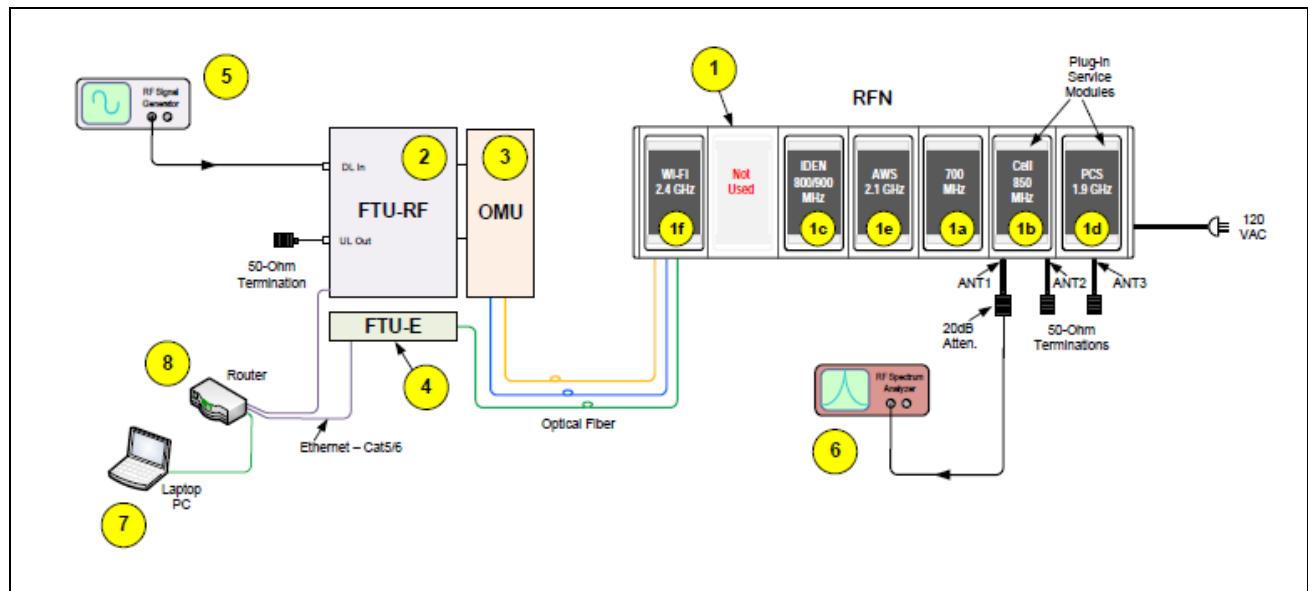 5
RF Signal
Generator
DL In
2
FTU-RF
UL Out
50-Ohm
Termination
3
OMU
FTU-E
4
8
Router
Ethernet – Cat5/6
Laptop
PC
7
Optical Fiber
1
RFN
Plug-in
Service
Modules
WI-FI
2.4 GHz
1f
Not
Used
IDEN
800/900
MHz
1c
AWS
2.1 GHz
1e
700
MHz
1a
Cell
850
MHz
1b
PCS
1.9 GHz
1d
120
VAC
ANT1
ANT2
ANT3
20dB
Atten.
50-Ohm
Terminations
RF Spectrum
Analyzer
6